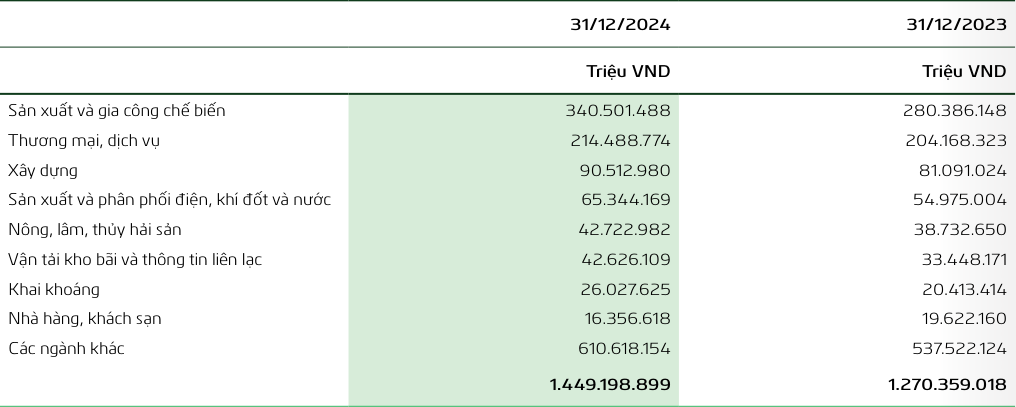 31/12/2024 31/12/2023
Triệu VND Triệu VND
Sản xuất và gia công chế biến 340.501.488 280.386.148
Thương mại, dịch vụ 214.488.774 204.168.323
Xây dựng 90.512.980 81.091.024
Sản xuất và phân phối điện, khí đốt và nước 65.344.169 54.975.004
Nông, lâm, thủy hải sản 42.722.982 38.732.650
Vận tải kho bãi và thông tin liên lạc 42.626.109 33.448.171
Khai khoáng 26.027.625 20.413.414
Nhà hàng, khách sạn 16.356.618 19.622.160
Các ngành khác 610.618.154 537.522.124
1.449.198.899 1.270.359.018